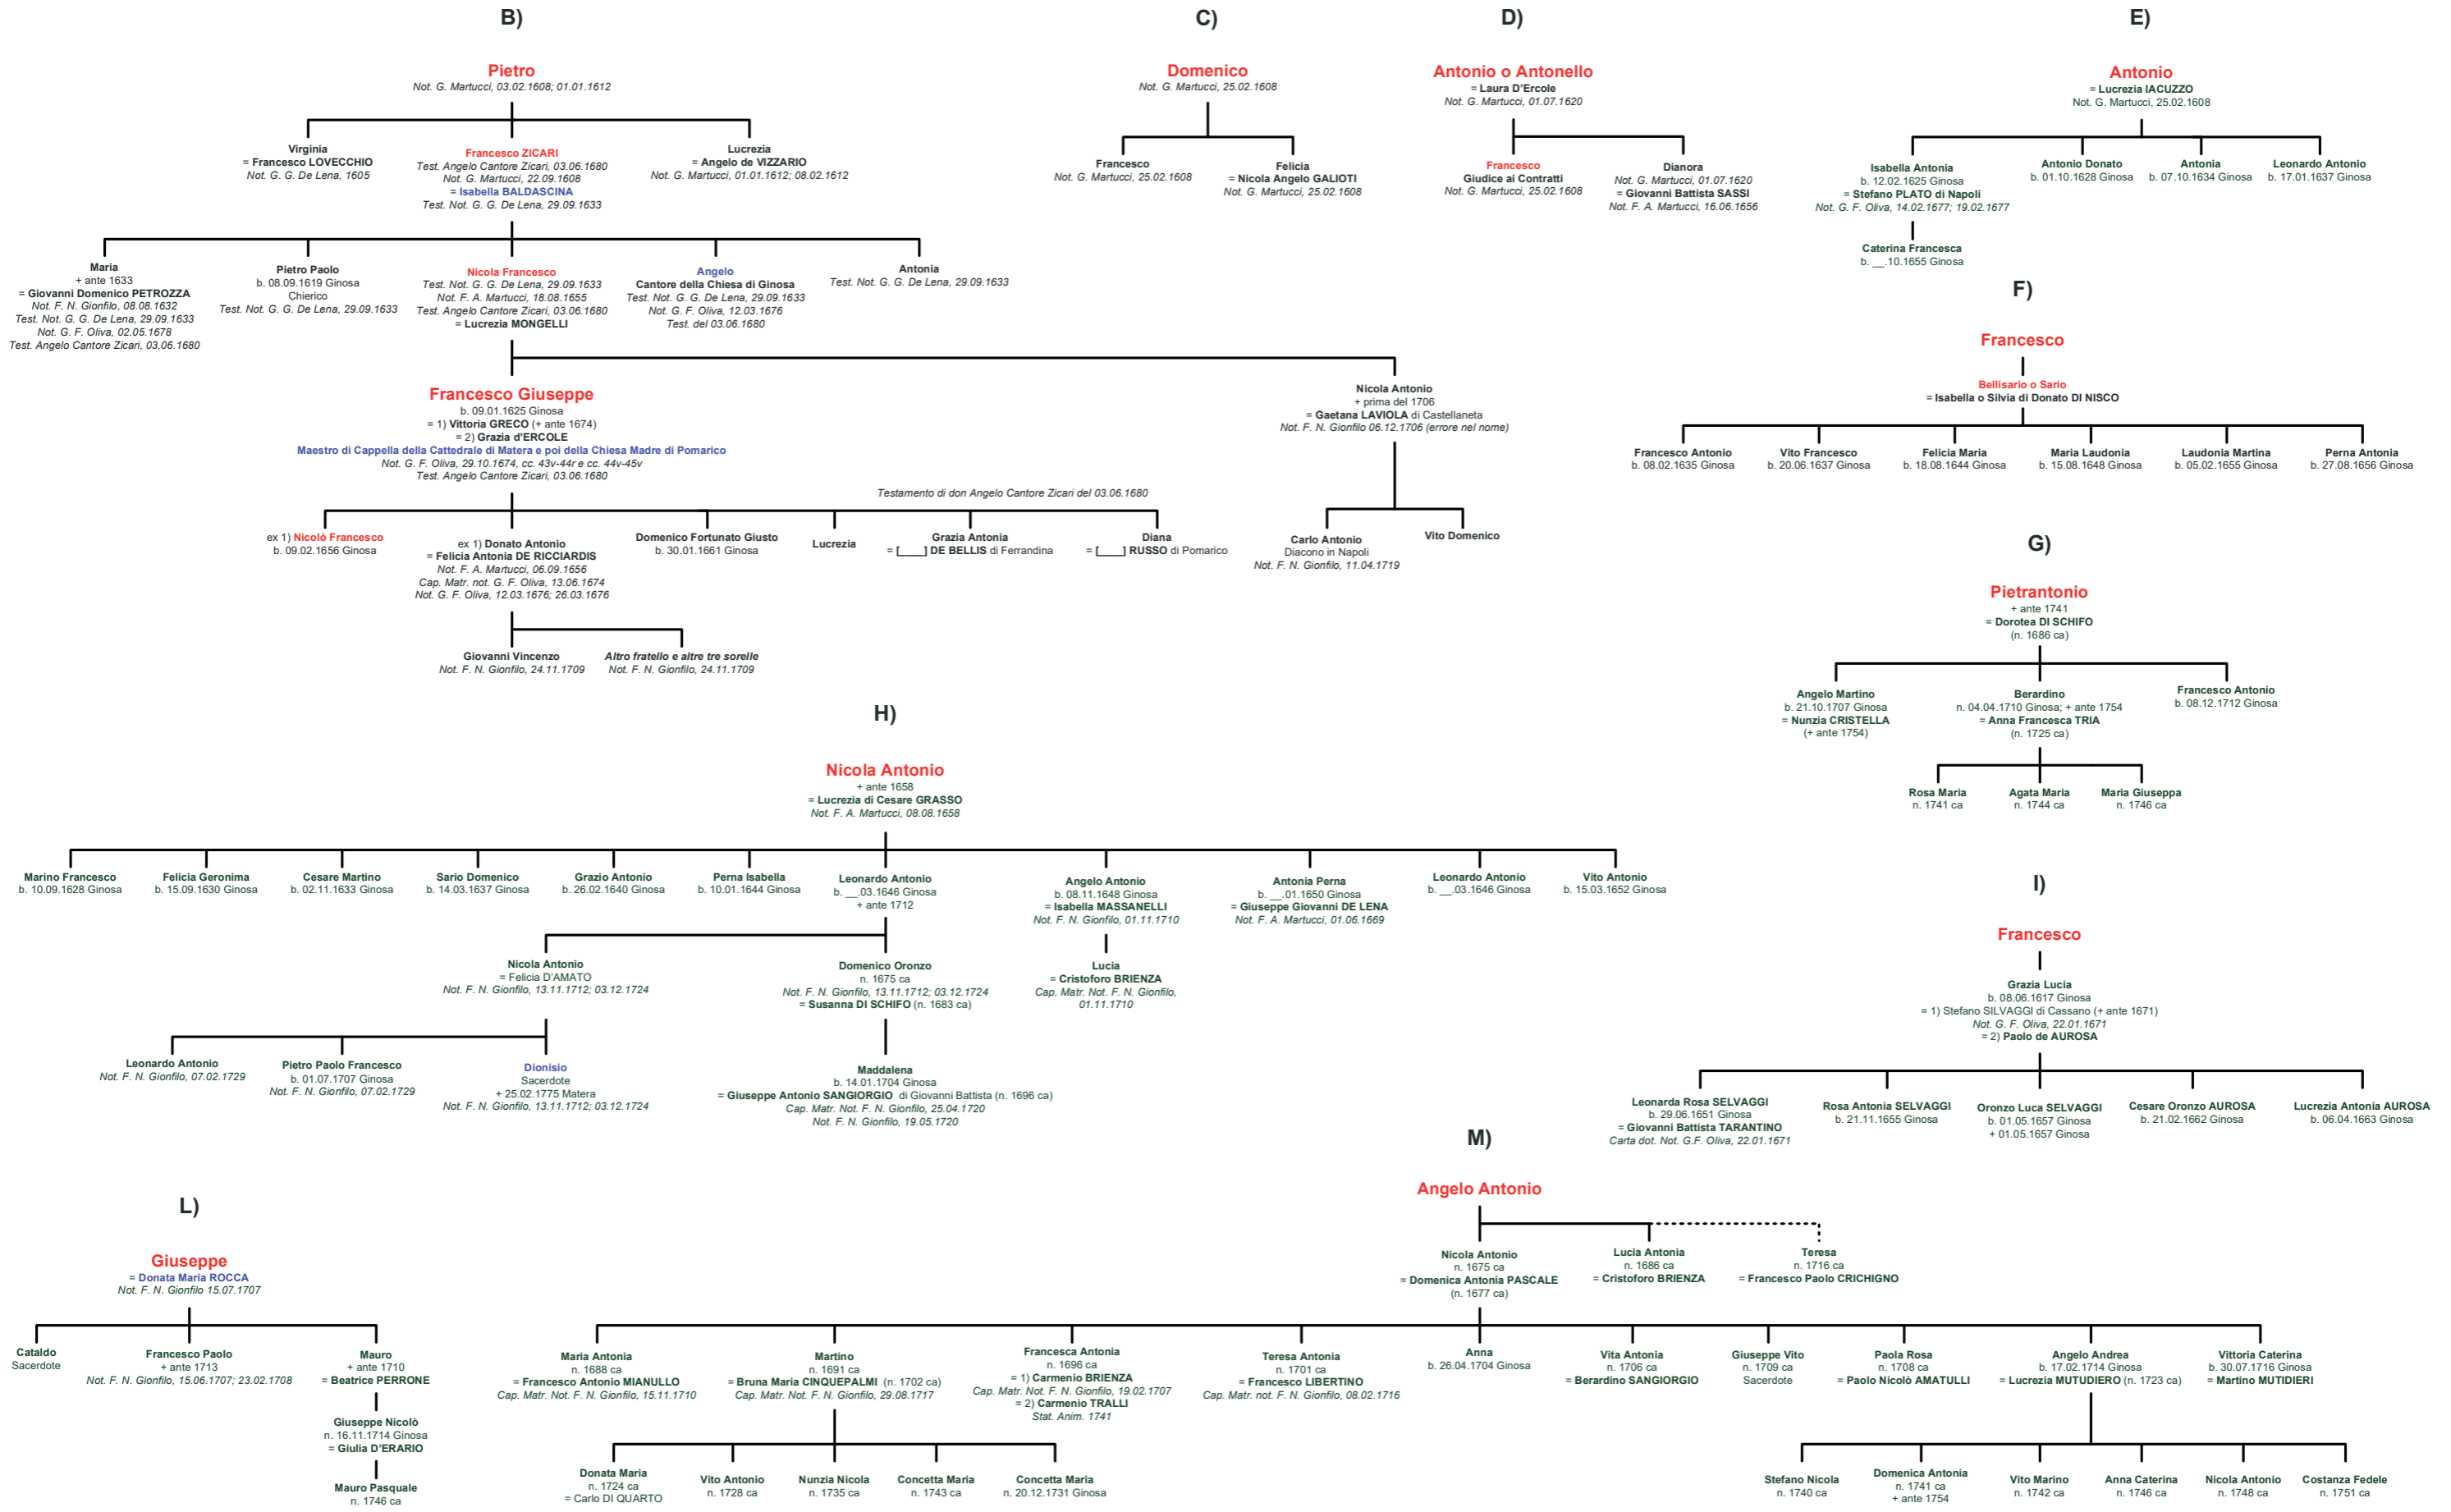 B)
Pietro
Not. G. Martucci, 03.02.1608; 01.01.1612
Virginia
= Francesco LOVECCHIO
Not. G. G. De Lena, 1605
Francesco ZICARI
Test. Angelo Cantore Zicari, 03.06.1680
Not. G. Martucci, 22.09.1608
= Isabella BALDASCINA
Test. Not. G. G. De Lena, 29.09.1633
Lucrezia
= Angelo de VIZZARIO
Not. G. Martucci, 01.01.1612; 08.02.1612
Maria
+ ante 1633
= Giovanni Domenico PETROZZA
Not. F. N. Gionfilo, 08.08.1632
Test. Not. G. G. De Lena, 29.09.1633
Not. G. F. Oliva, 02.05.1678
Test. Angelo Cantore Zicari, 03.06.1680
Pietro Paolo
b. 08.09.1619 Ginosa
Chierico
Test. Not. G. G. De Lena, 29.09.1633
Nicola Francesco
Test. Not. G. G. De Lena, 29.09.1633
Not. F. A. Martucci, 18.08.1655
Test. Angelo Cantore Zicari, 03.06.1680
= Lucrezia MONGELLI
Angelo
Cantore della Chiesa di Ginosa
Test. Not. G. G. De Lena, 29.09.1633
Not. G. F. Oliva, 12.03.1676
Test. del 03.06.1680
Antonia
Test. Not. G. G. De Lena, 29.09.1633
Francesco Giuseppe
b. 09.01.1625 Ginosa
= 1) Vittoria GRECO (+ ante 1674)
= 2) Grazia d'ERCOLE
Maestro di Cappella della Cattedrale di Matera e poi della Chiesa Madre di Pomarico
Not. G. F. Oliva, 29.10.1674, cc. 43v-44r e cc. 44v-45v
Test. Angelo Cantore Zicari, 03.06.1680
Nicola Antonio
+ prima del 1706
= Gaetana LAVIOLA di Castellaneta
Not. F. N. Gionfilo 06.12.1706 (errore nel nome)
Testamento di don Angelo Cantore Zicari del 03.06.1680
ex 1) Nicolò Francesco
b. 09.02.1656 Ginosa
ex 1) Donato Antonio
= Felicia Antonia DE RICCIARDIS
Not. F. A. Martucci, 06.09.1656
Cap. Matr. not. G. F. Oliva, 13.06.1674
Not. G. F. Oliva, 12.03.1676; 26.03.1676
Domenico Fortunato Giusto
b. 30.01.1661 Ginosa
Lucrezia
Grazia Antonia
= [____] DE BELLIS di Ferrandina
Diana
= [____] RUSSO di Pomarico
Carlo Antonio
Diacono in Napoli
Not. F. N. Gionfilo, 11.04.1719
Vito Domenico
Giovanni Vincenzo
Not. F. N. Gionfilo, 24.11.1709
Altro fratello e altre tre sorelle
Not. F. N. Gionfilo, 24.11.1709
C)
Domenico
Not. G. Martucci, 25.02.1608
Francesco
Not. G. Martucci, 25.02.1608
Felicia
= Nicola Angelo GALIOTI
Not. G. Martucci, 25.02.1608
D)
Antonio o Antonello
= Laura D'Ercole
Not. G. Martucci, 01.07.1620
Francesco
Giudice ai Contratti
Not. G. Martucci, 25.02.1608
Dianora
Not. G. Martucci, 01.07.1620
= Giovanni Battista SASSI
Not. F. A. Martucci, 16.06.1656
E)
Antonio
= Lucrezia IACUZZO
Not. G. Martucci, 25.02.1608
Isabella Antonia
b. 12.02.1625 Ginosa
= Stefano PLATO di Napoli
Not. G. F. Oliva, 14.02.1677; 19.02.1677
Antonio Donato
b. 01.10.1628 Ginosa
Antonia
b. 07.10.1634 Ginosa
Leonardo Antonio
b. 17.01.1637 Ginosa
Caterina Francesca
b. __.10.1655 Ginosa
F)
Francesco
Bellisario o Sario
= Isabella o Silvia di Donato DI NISCO
Francesco Antonio
b. 08.02.1635 Ginosa
Vito Francesco
b. 20.06.1637 Ginosa
Felicia Maria
b. 18.08.1644 Ginosa
Maria Laudonia
b. 15.08.1648 Ginosa
Laudonia Martina
b. 05.02.1655 Ginosa
Perna Antonia
b. 27.08.1656 Ginosa
G)
Pietrantonio
+ ante 1741
= Dorotea DI SCHIFO
(n. 1686 ca)
Angelo Martino
b. 21.10.1707 Ginosa
= Nunzia CRISTELLA
(+ ante 1754)
Berardino
n. 04.04.1710 Ginosa; + ante 1754
= Anna Francesca TRIA
(n. 1725 ca)
Francesco Antonio
b. 08.12.1712 Ginosa
Rosa Maria
n. 1741 ca
Agata Maria
n. 1744 ca
Maria Giuseppa
n. 1746 ca
H)
Nicola Antonio
+ ante 1658
= Lucrezia di Cesare GRASSO
Not. F. A. Martucci, 08.08.1658
Marino Francesco
b. 10.09.1628 Ginosa
Felicia Geronima
b. 15.09.1630 Ginosa
Cesare Martino
b. 02.11.1633 Ginosa
Sario Domenico
b. 14.03.1637 Ginosa
Grazio Antonio
b. 26.02.1640 Ginosa
Perna Isabella
b. 10.01.1644 Ginosa
Leonardo Antonio
b. __.03.1646 Ginosa
+ ante 1712
Angelo Antonio
b. 08.11.1648 Ginosa
= Isabella MASSANELLI
Not. F. N. Gionfilo, 01.11.1710
Antonia Perna
b. __.01.1650 Ginosa
= Giuseppe Giovanni DE LENA
Not. F. A. Martucci, 01.06.1669
Leonardo Antonio
b. __.03.1646 Ginosa
Vito Antonio
b. 15.03.1652 Ginosa
Nicola Antonio
= Felicia D'AMATO
Not. F. N. Gionfilo, 13.11.1712; 03.12.1724
Domenico Oronzo
n. 1675 ca
Not. F. N. Gionfilo, 13.11.1712; 03.12.1724
= Susanna DI SCHIFO (n. 1683 ca)
Lucia
= Cristoforo BRIENZA
Cap. Matr. Not. F. N. Gionfilo,
01.11.1710
Leonardo Antonio
Not. F. N. Gionfilo, 07.02.1729
Pietro Paolo Francesco
b. 01.07.1707 Ginosa
Not. F. N. Gionfilo, 07.02.1729
Dionisio
Sacerdote
+ 25.02.1775 Matera
Not. F. N. Gionfilo, 13.11.1712; 03.12.1724
Maddalena
b. 14.01.1704 Ginosa
= Giuseppe Antonio SANGIORGIO di Giovanni Battista (n. 1696 ca)
Cap. Matr. Not. F. N. Gionfilo, 25.04.1720
Not. F. N. Gionfilo, 19.05.1720
I)
Francesco
Grazia Lucia
b. 08.06.1617 Ginosa
= 1) Stefano SILVAGGI di Cassano (+ ante 1671)
Not. G. F. Oliva, 22.01.1671
= 2) Paolo de AUROSA
Leonarda Rosa SELVAGGI
b. 29.06.1651 Ginosa
= Giovanni Battista TARANTINO
Carta dot. Not. G.F. Oliva, 22.01.1671
Rosa Antonia SELVAGGI
b. 21.11.1655 Ginosa
Oronzo Luca SELVAGGI
b. 01.05.1657 Ginosa
+ 01.05.1657 Ginosa
Cesare Oronzo AUROSA
b. 21.02.1662 Ginosa
Lucrezia Antonia AUROSA
b. 06.04.1663 Ginosa
L)
Giuseppe
= Donata Maria ROCCA
Not. F. N. Gionfilo 15.07.1707
Cataldo
Sacerdote
Francesco Paolo
+ ante 1713
Not. F. N. Gionfilo, 15.06.1707; 23.02.1708
Mauro
+ ante 1710
= Beatrice PERRONE
Giuseppe Nicolò
n. 16.11.1714 Ginosa
= Giulia D'ERARIO
Mauro Pasquale
n. 1746 ca
M)
Angelo Antonio
Nicola Antonio
n. 1675 ca
= Domenica Antonia PASCALE
(n. 1677 ca)
Lucia Antonia
n. 1686 ca
= Cristoforo BRIENZA
Teresa
n. 1716 ca
= Francesco Paolo CRICHIGNO
Maria Antonia
n. 1688 ca
= Francesco Antonio MIANULLO
Cap. Matr. Not. F. N. Gionfilo, 15.11.1710
Martino
n. 1691 ca
= Bruna Maria CINQUEPALMI (n. 1702 ca)
Cap. Matr. Not. F. N. Gionfilo, 29.08.1717
Francesca Antonia
n. 1696 ca
= 1) Carmenio BRIENZA
Cap. Matr. Not. F. N. Gionfilo, 19.02.1707
= 2) Carmenio TRALLI
Stat. Anim. 1741
Teresa Antonia
n. 1701 ca
= Francesco LIBERTINO
Cap. Matr. not. F. N. Gionfilo, 08.02.1716
Anna
b. 26.04.1704 Ginosa
Vita Antonia
n. 1706 ca
= Berardino SANGIORGIO
Giuseppe Vito
n. 1709 ca
Sacerdote
Paola Rosa
n. 1708 ca
= Paolo Nicolò AMATULLI
Angelo Andrea
b. 17.02.1714 Ginosa
= Lucrezia MUTUDIERO (n. 1723 ca)
Vittoria Caterina
b. 30.07.1716 Ginosa
= Martino MUTIDIERI
Donata Maria
n. 1724 ca
= Carlo DI QUARTO
Vito Antonio
n. 1728 ca
Nunzia Nicola
n. 1735 ca
Concetta Maria
n. 1743 ca
Concetta Maria
n. 20.12.1731 Ginosa
Stefano Nicola
n. 1740 ca
Domenica Antonia
n. 1741 ca
+ ante 1754
Vito Marino
n. 1742 ca
Anna Caterina
n. 1746 ca
Nicola Antonio
n. 1748 ca
Costanza Fedele
n. 1751 ca